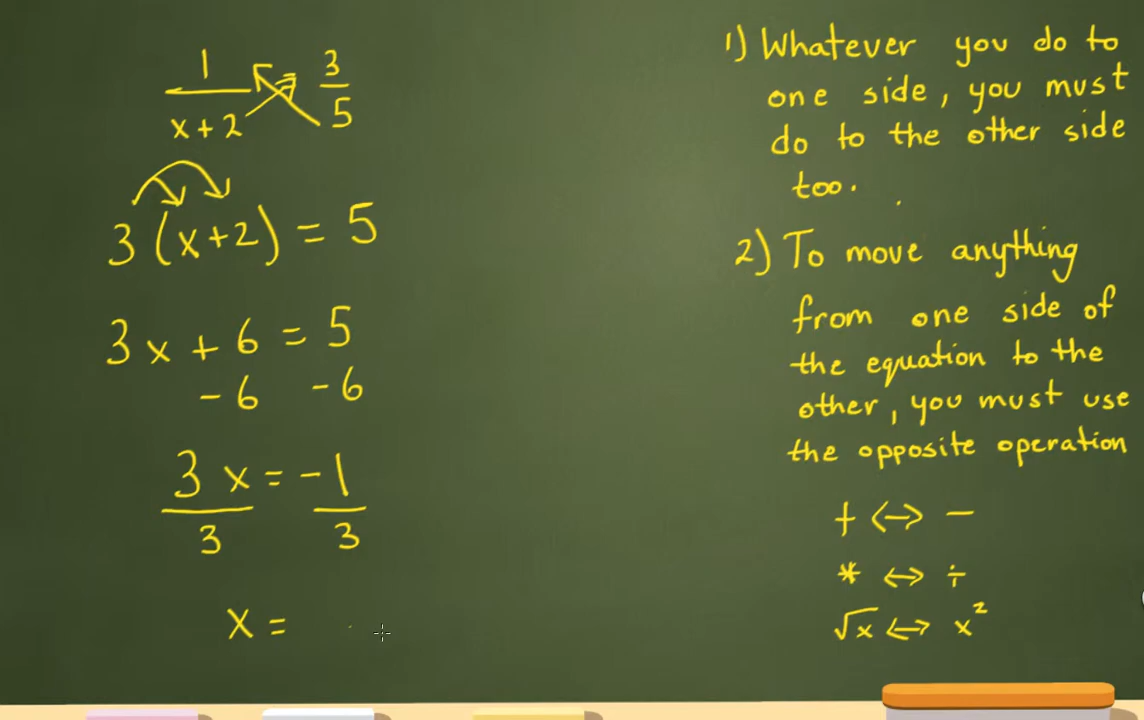 1/(x+2) 3/5
3(x+2) = 5
3x + 6 = 5
-6 -6
3x = -1
3 3
x =
1) Whatever you do to
one side, you must
do to the other side
too.
2) To move anything
from one side of
the equation to the
other, you must use
the opposite operation
+ <-> -
* <-> ÷
√x <-> x²